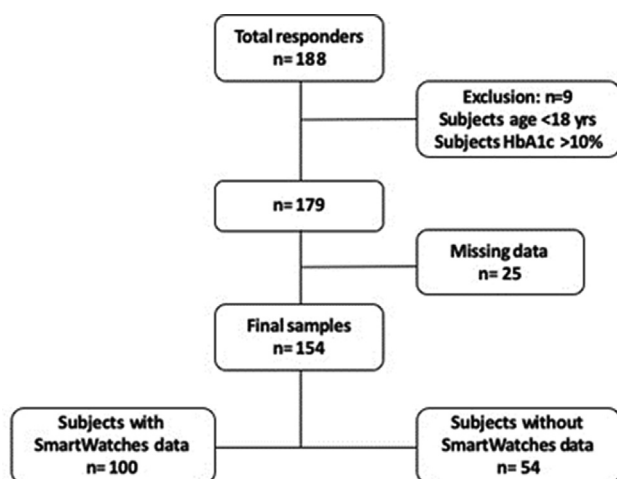 Total responders
n= 188
Exclusion: n=9
Subjects age <18 yrs
Subjects HbA1c >10%
n= 179
Missing data
n= 25
Final samples
n= 154
Subjects with
SmartWatches data
n= 100
Subjects without
SmartWatches data
n= 54